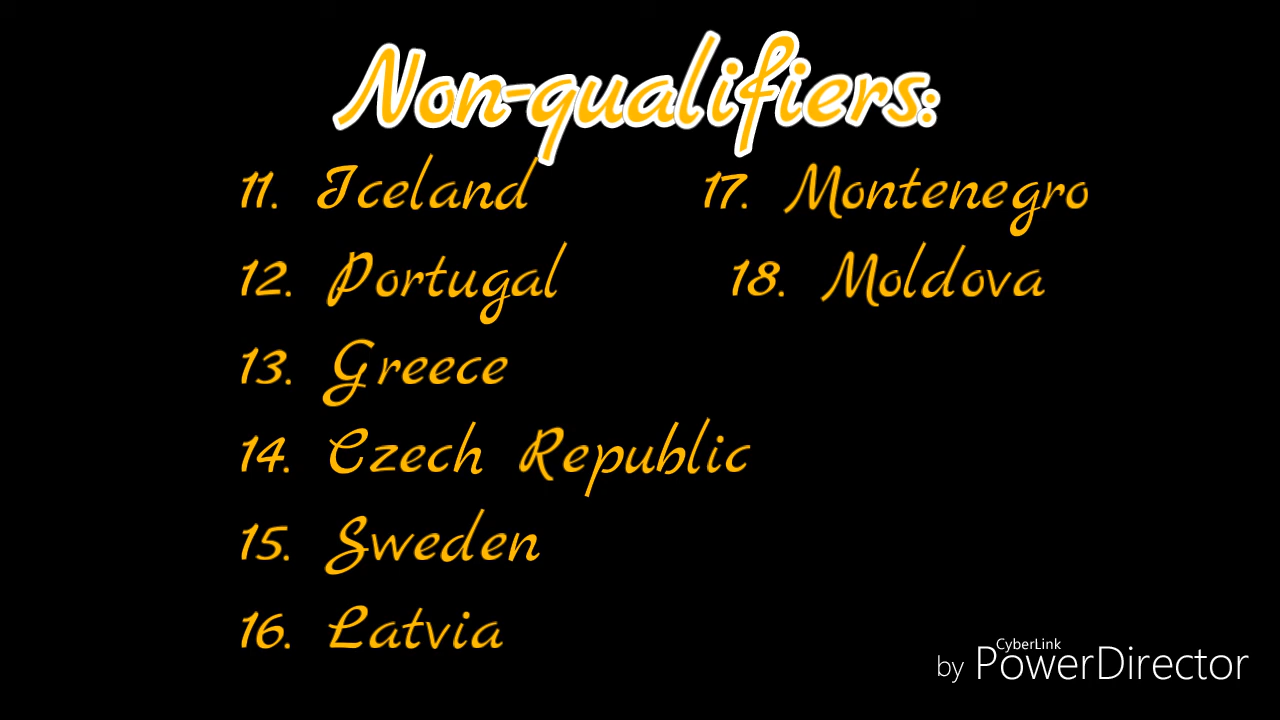 Non-qualifiers:
11. Iceland
12. Portugal
13. Greece
14. Czech Republic
15. Sweden
16. Latvia
17. Montenegro
18. Moldova
by CyberLink PowerDirector